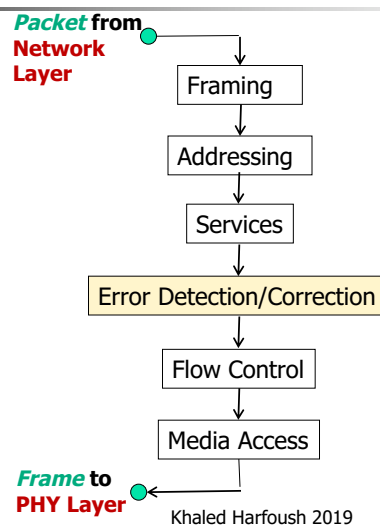 Packet from
Network
Layer
Framing
Addressing
Services
Error Detection/Correction
Flow Control
Media Access
Frame to
PHY Layer
Khaled Harfoush 2019